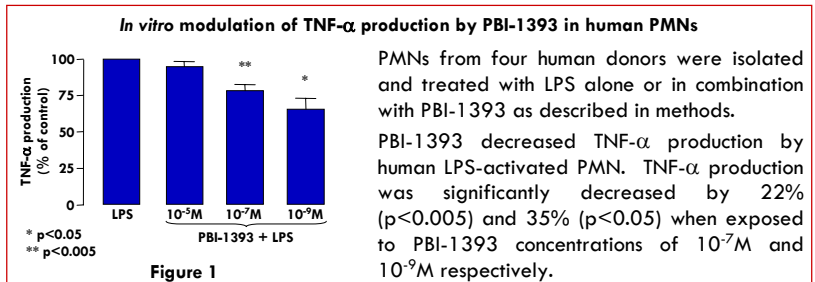 In vitro modulation of TNF-α production by PBI-1393 in human PMNs
TNF-α production
(% of control)
100
75
50
25
0
**
*
LPS
10⁻⁵M
10⁻⁷M
10⁻⁹M
PBI-1393 + LPS
* p<0.05
** p<0.005
Figure 1
PMNs from four human donors were isolated
and treated with LPS alone or in combination
with PBI-1393 as described in methods.
PBI-1393 decreased TNF-α production by
human LPS-activated PMN. TNF-α production
was significantly decreased by 22%
(p<0.005) and 35% (p<0.05) when exposed
to PBI-1393 concentrations of 10⁻⁷M and
10⁻⁹M respectively.